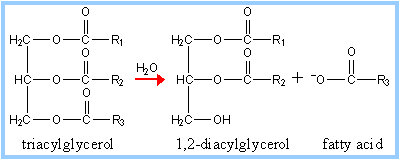 O O
H₂C—O—C—R₁ H₂C—O—C—R₁
O O O
HC—O—C—R₂ H₂O HC—O—C—R₂ + ⁻O—C—R₃
O
H₂C—O—C—R₃ H₂C—OH
triacylglycerol 1,2-diacylglycerol fatty acid